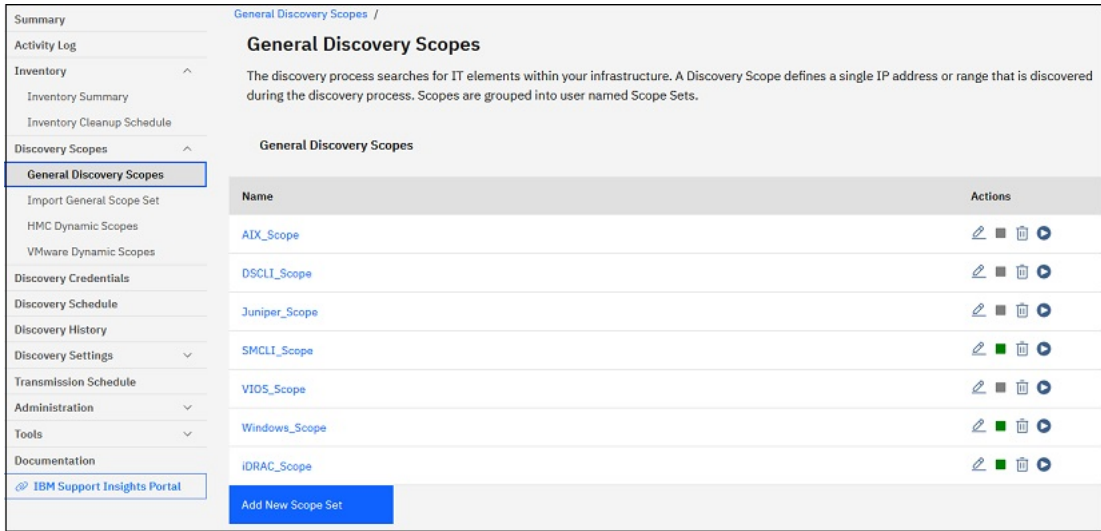 Summary
Activity Log
Inventory
Inventory Summary
Inventory Cleanup Schedule
Discovery Scopes
General Discovery Scopes
Import General Scope Set
HMC Dynamic Scopes
VMware Dynamic Scopes
Discovery Credentials
Discovery Schedule
Discovery History
Discovery Settings
Transmission Schedule
Administration
Tools
Documentation
IBM Support Insights Portal
General Discovery Scopes /
General Discovery Scopes
The discovery process searches for IT elements within your infrastructure. A Discovery Scope defines a single IP address or range that is discovered
during the discovery process. Scopes are grouped into user named Scope Sets.
General Discovery Scopes
Name Actions
AIX_Scope
DSCLI_Scope
Juniper_Scope
SMCLI_Scope
VIOS_Scope
Windows_Scope
iDRAC_Scope
Add New Scope Set